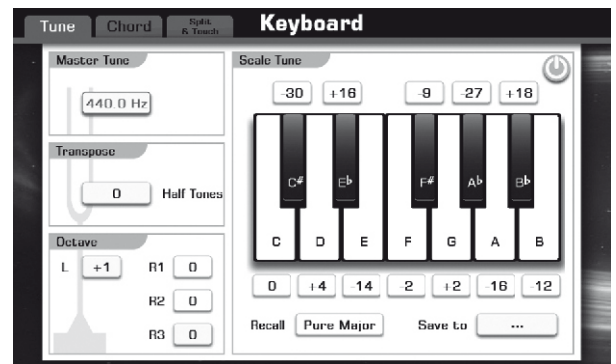 Tune Chord Split, & Touch Keyboard
Master Tune
440.0 Hz
Transpose
0 Half Tones
Octave
L +1 R1 0
R2 0
R3 0
Scale Tune
-30 +16 -9 -27 +18
C# E♭ F# A♭ B♭
C D E F G A B
0 +4 -14 -2 +2 -16 -12
Recall Pure Major Save to ...